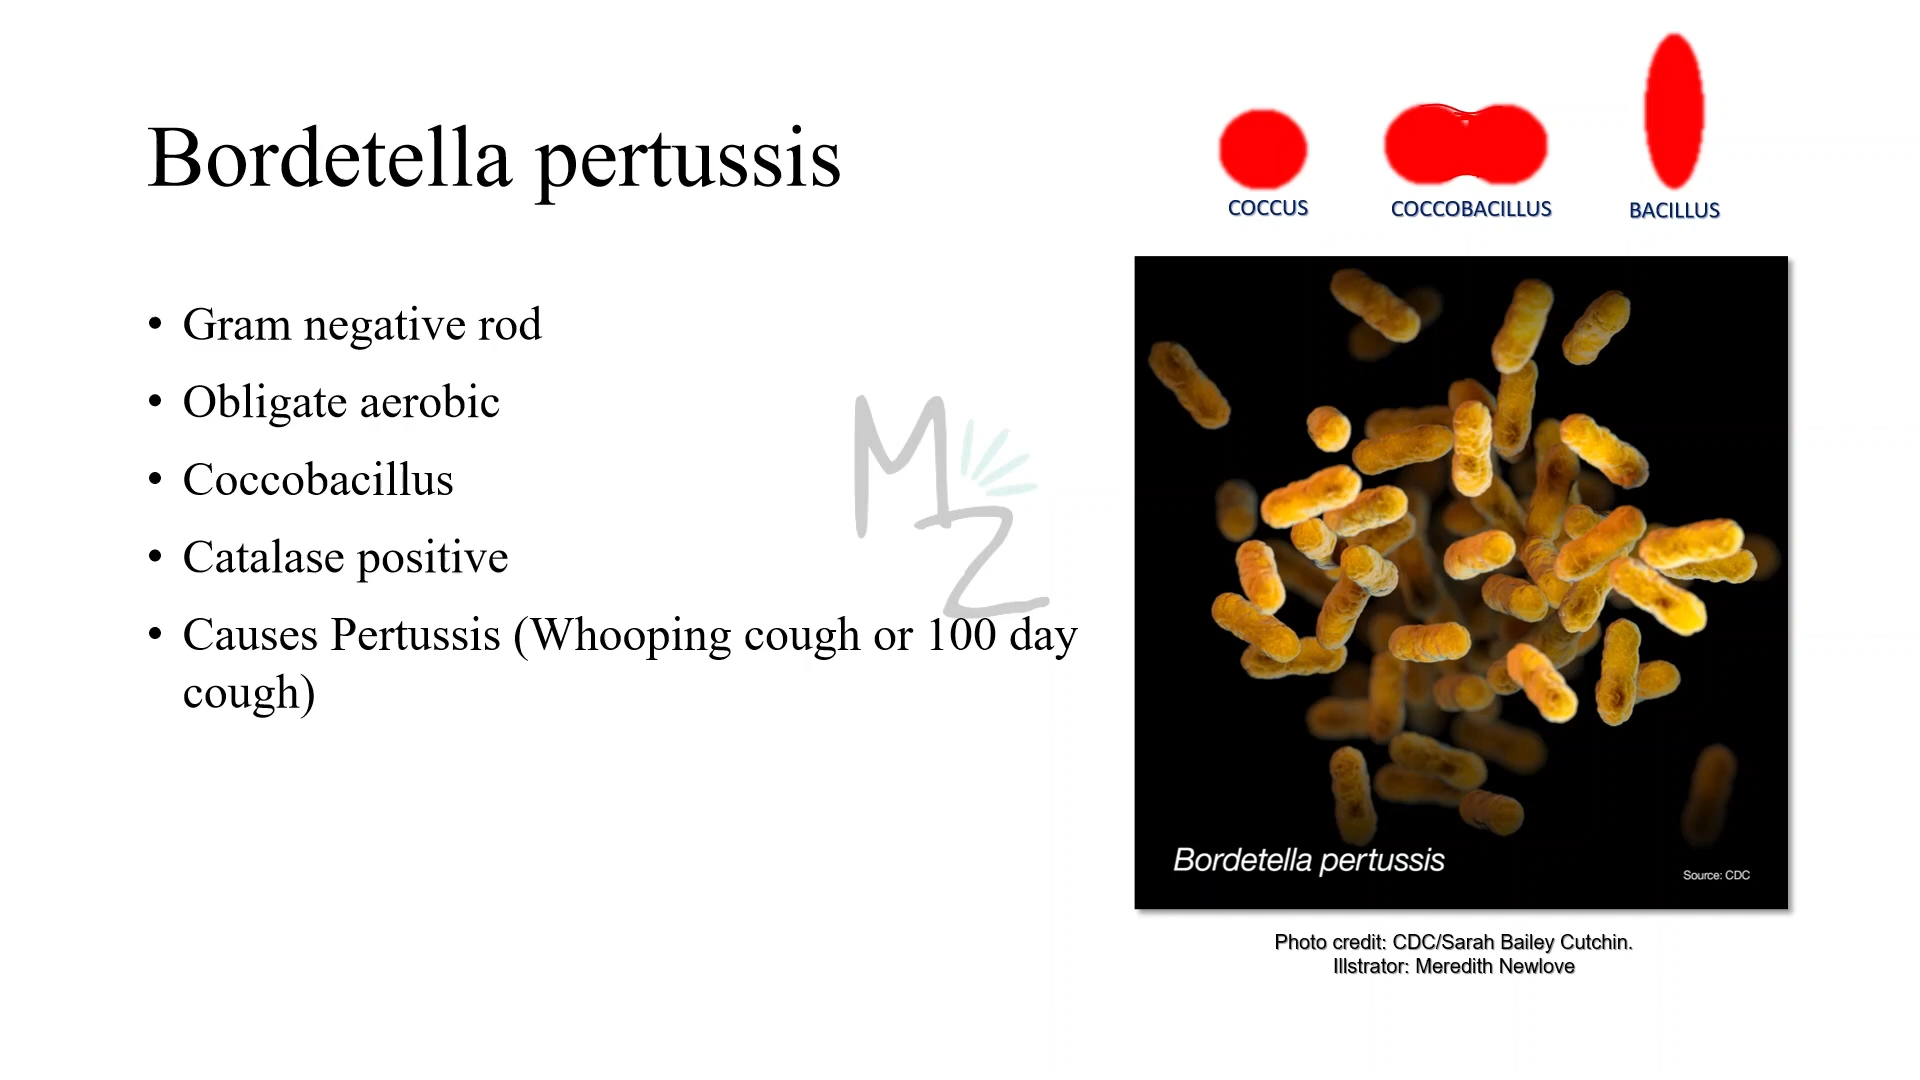 Bordetella pertussis
• Gram negative rod
• Obligate aerobic
• Coccobacillus
• Catalase positive
• Causes Pertussis (Whooping cough or 100 day
cough)
COCCUS
COCCOBACILLUS
BACILLUS
MZ
Bordetella pertussis
Source: CDC
Photo credit: CDC/Sarah Bailey Cutchin.
Illstrator: Meredith Newlove